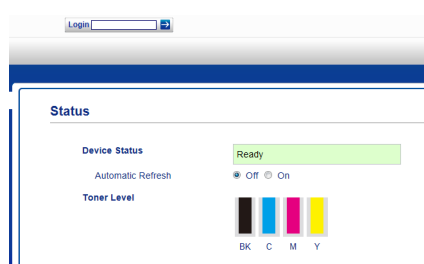 Login
Status
Device Status Ready
Automatic Refresh Off On
Toner Level
BK C M Y